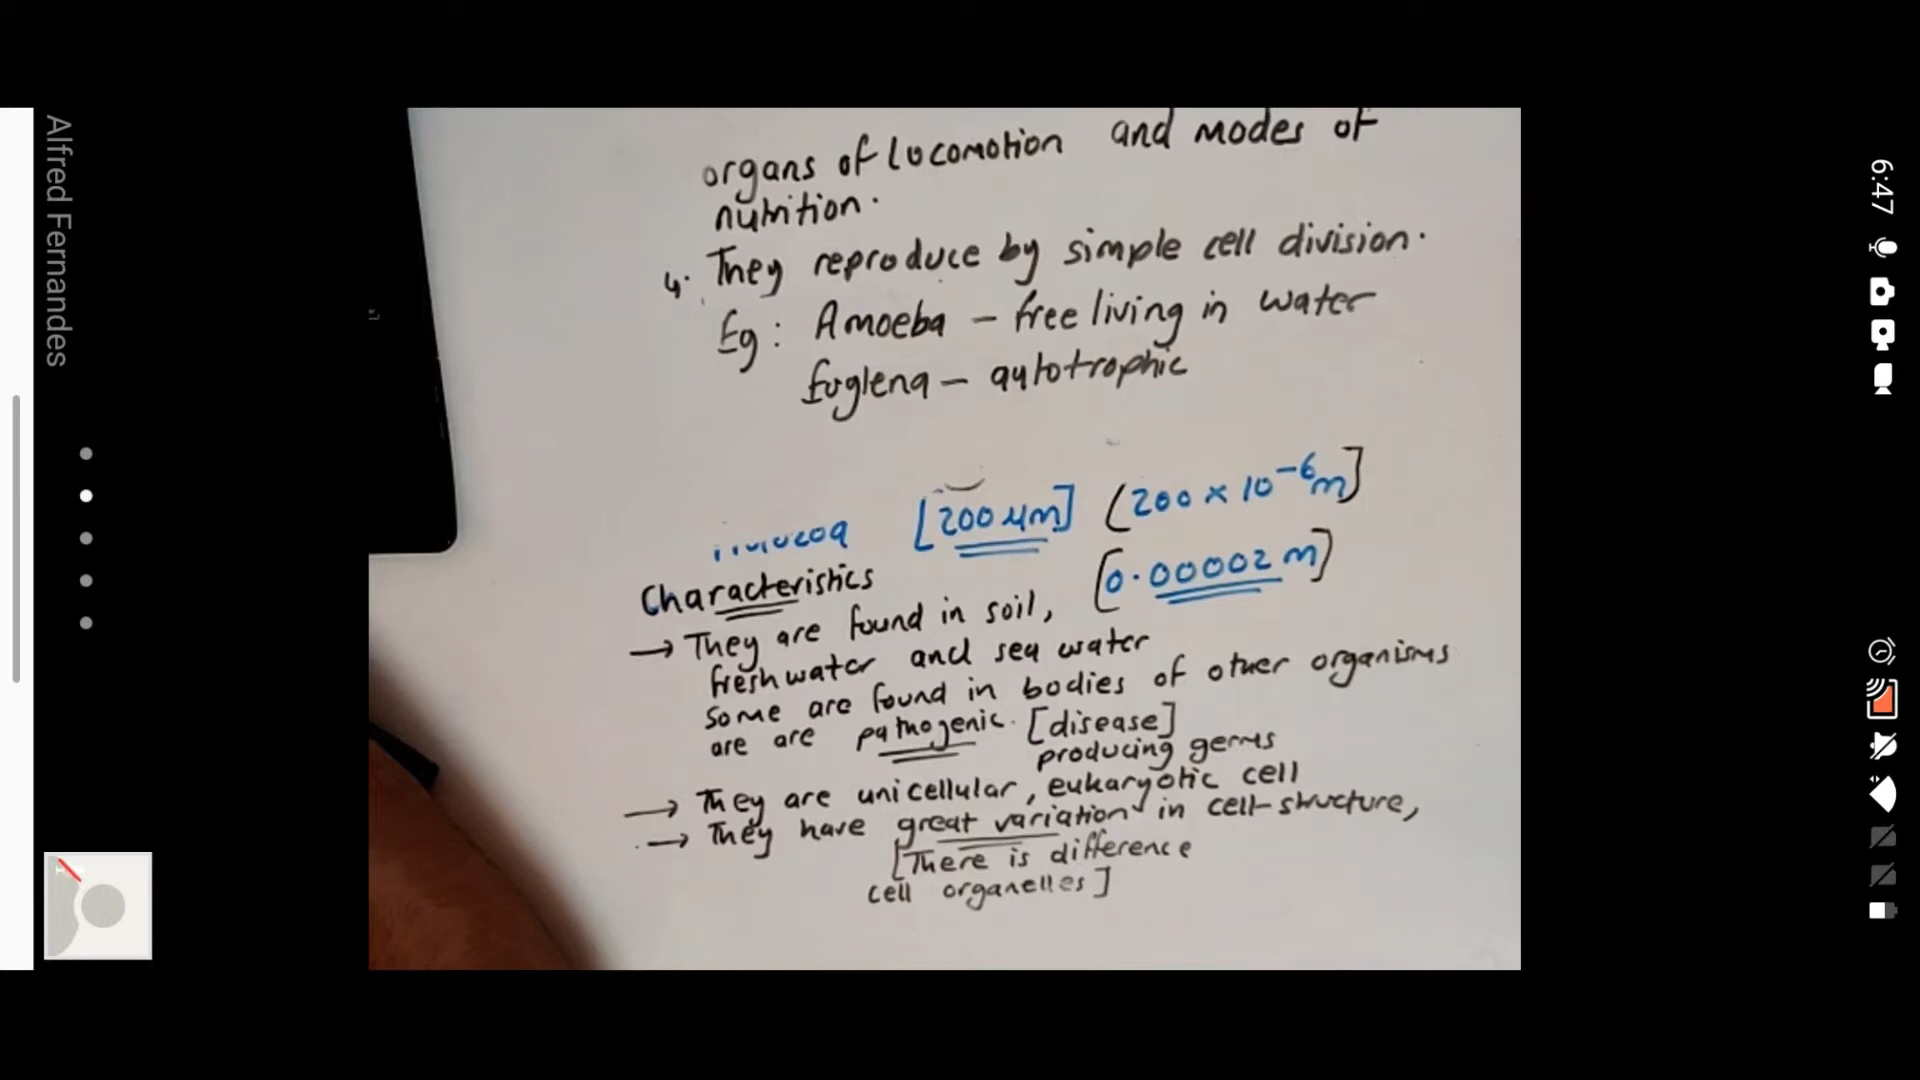 Alfred Fernandes
6:47
organs of locomotion and modes of
nutrition.
4. They reproduce by simple cell division.
Eg: Amoeba – free living in water
Euglena – autotrophic
[200 μm] [200 × 10⁻⁶m]
[0.00002 m]
Characteristics
→ They are found in soil,
freshwater and sea water
some are found in bodies of other organisms
are are pathogenic. [disease]
producing germs
→ They are unicellular, eukaryotic cell
→ They have great variation in cell-structure,
[There is difference
cell organelles]